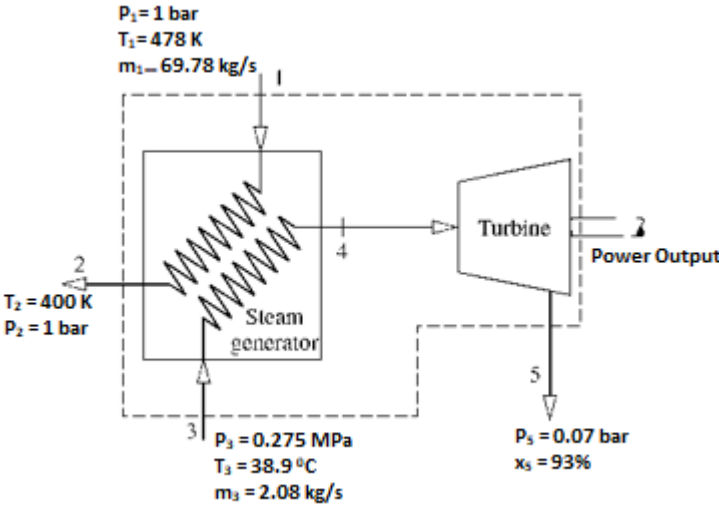 P₁ = 1 bar
T₁ = 478 K
m₁ = 69.78 kg/s
1
2
T₂ = 400 K
P₂ = 1 bar
4
Turbine
Power Output
Steam
generator
3
P₃ = 0.275 MPa
T₃ = 38.9 ⁰C
m₃ = 2.08 kg/s
5
P₅ = 0.07 bar
x₅ = 93%